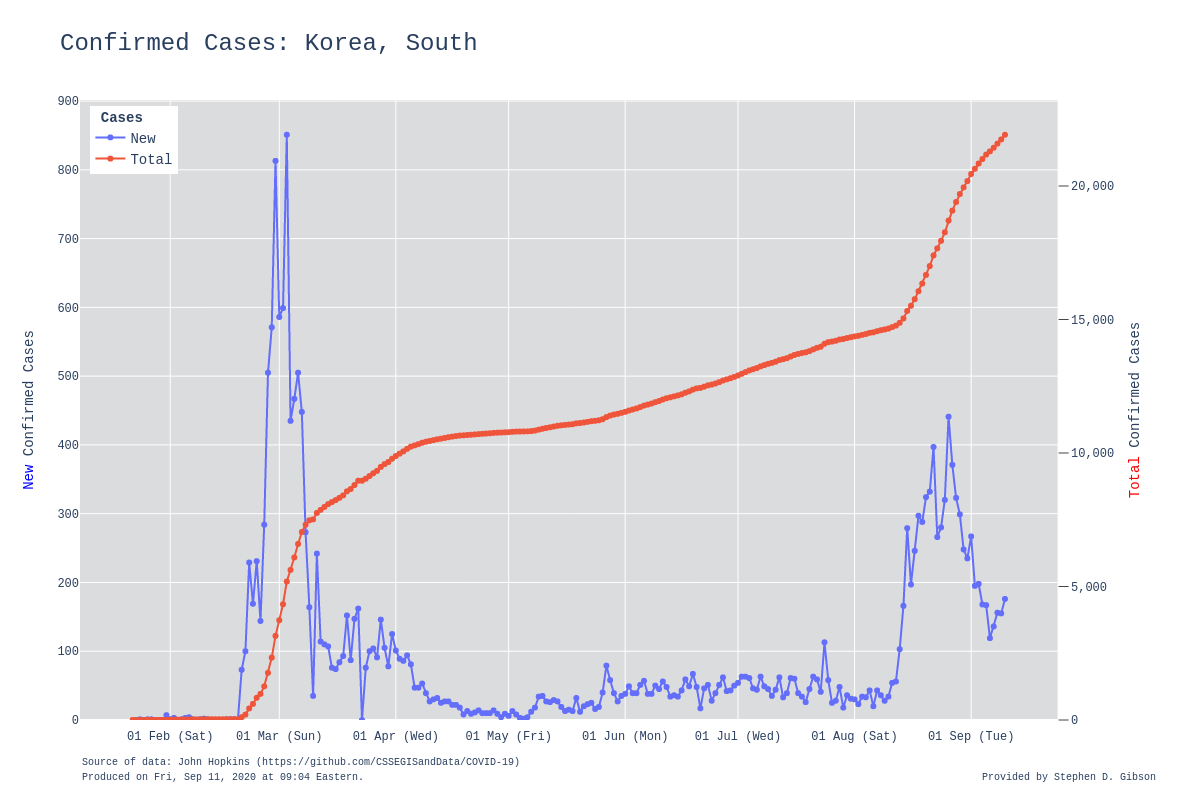 Confirmed Cases: Korea, South
Cases
New
Total
900
800
700
600
500
400
300
200
100
0
New Confirmed Cases
20,000
15,000
10,000
5,000
0
Total Confirmed Cases
01 Feb (Sat)
01 Mar (Sun)
01 Apr (Wed)
01 May (Fri)
01 Jun (Mon)
01 Jul (Wed)
01 Aug (Sat)
01 Sep (Tue)
Source of data: John Hopkins (https://github.com/CSSEGISandData/COVID-19)
Produced on Fri, Sep 11, 2020 at 09:04 Eastern.
Provided by Stephen D. Gibson